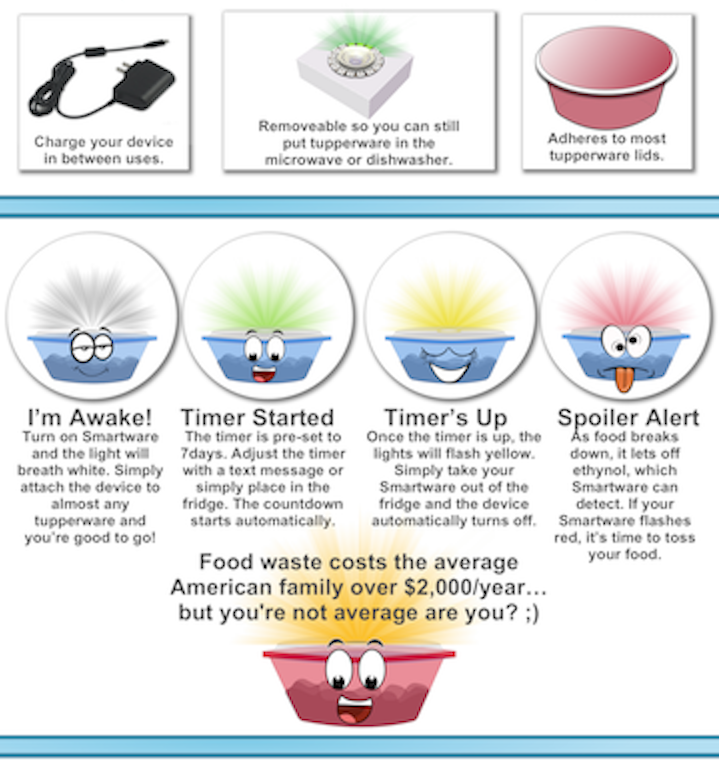 Charge your device
in between uses.
Removeable so you can still
put tupperware in the
microwave or dishwasher.
Adheres to most
tupperware lids.
I'm Awake!
Turn on Smartware
and the light will
breath white. Simply
attach the device to
almost any
tupperware and
you're good to go!
Timer Started
The timer is pre-set to
7days. Adjust the timer
with a text message or
simply place in the
fridge. The countdown
starts automatically.
Timer's Up
Once the timer is up, the
lights will flash yellow.
Simply take your
Smartware out of the
fridge and the device
automatically turns off.
Spoiler Alert
As food breaks
down, it lets off
ethynol, which
Smartware can
detect. If your
Smartware flashes
red, it's time to toss
your food.
Food waste costs the average
American family over $2,000/year...
but you're not average are you? ;)